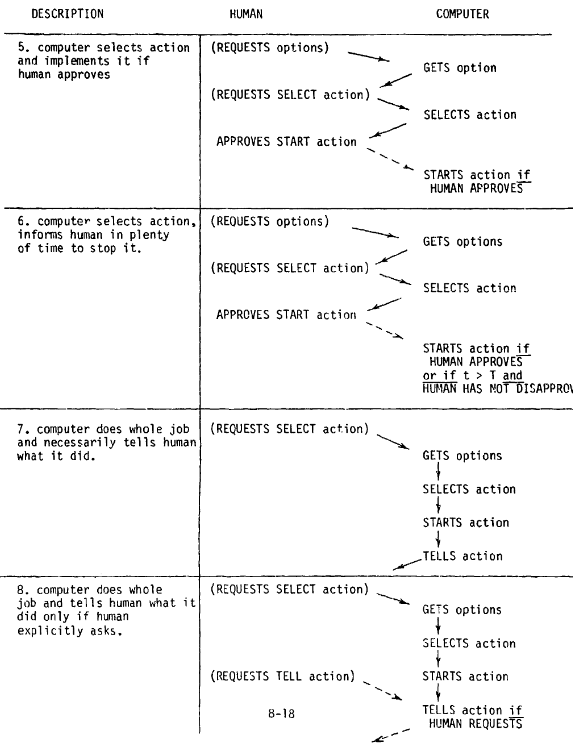 DESCRIPTION HUMAN COMPUTER
5. computer selects action
and implements it if
human approves
(REQUESTS options)
GETS option
(REQUESTS SELECT action)
SELECTS action
APPROVES START action
STARTS action if
HUMAN APPROVES
6. computer selects action,
informs human in plenty
of time to stop it.
(REQUESTS options)
GETS options
(REQUESTS SELECT action)
SELECTS action
APPROVES START action
STARTS action if
HUMAN APPROVES
or if t > T and
HUMAN HAS NOT DISAPPROV
7. computer does whole job
and necessarily tells human
what it did.
(REQUESTS SELECT action)
GETS options
SELECTS action
STARTS action
TELLS action
8. computer does whole
job and tells human what it
did only if human
explicitly asks.
(REQUESTS SELECT action)
GETS options
SELECTS action
(REQUESTS TELL action)
STARTS action
TELLS action if
HUMAN REQUESTS
8-18